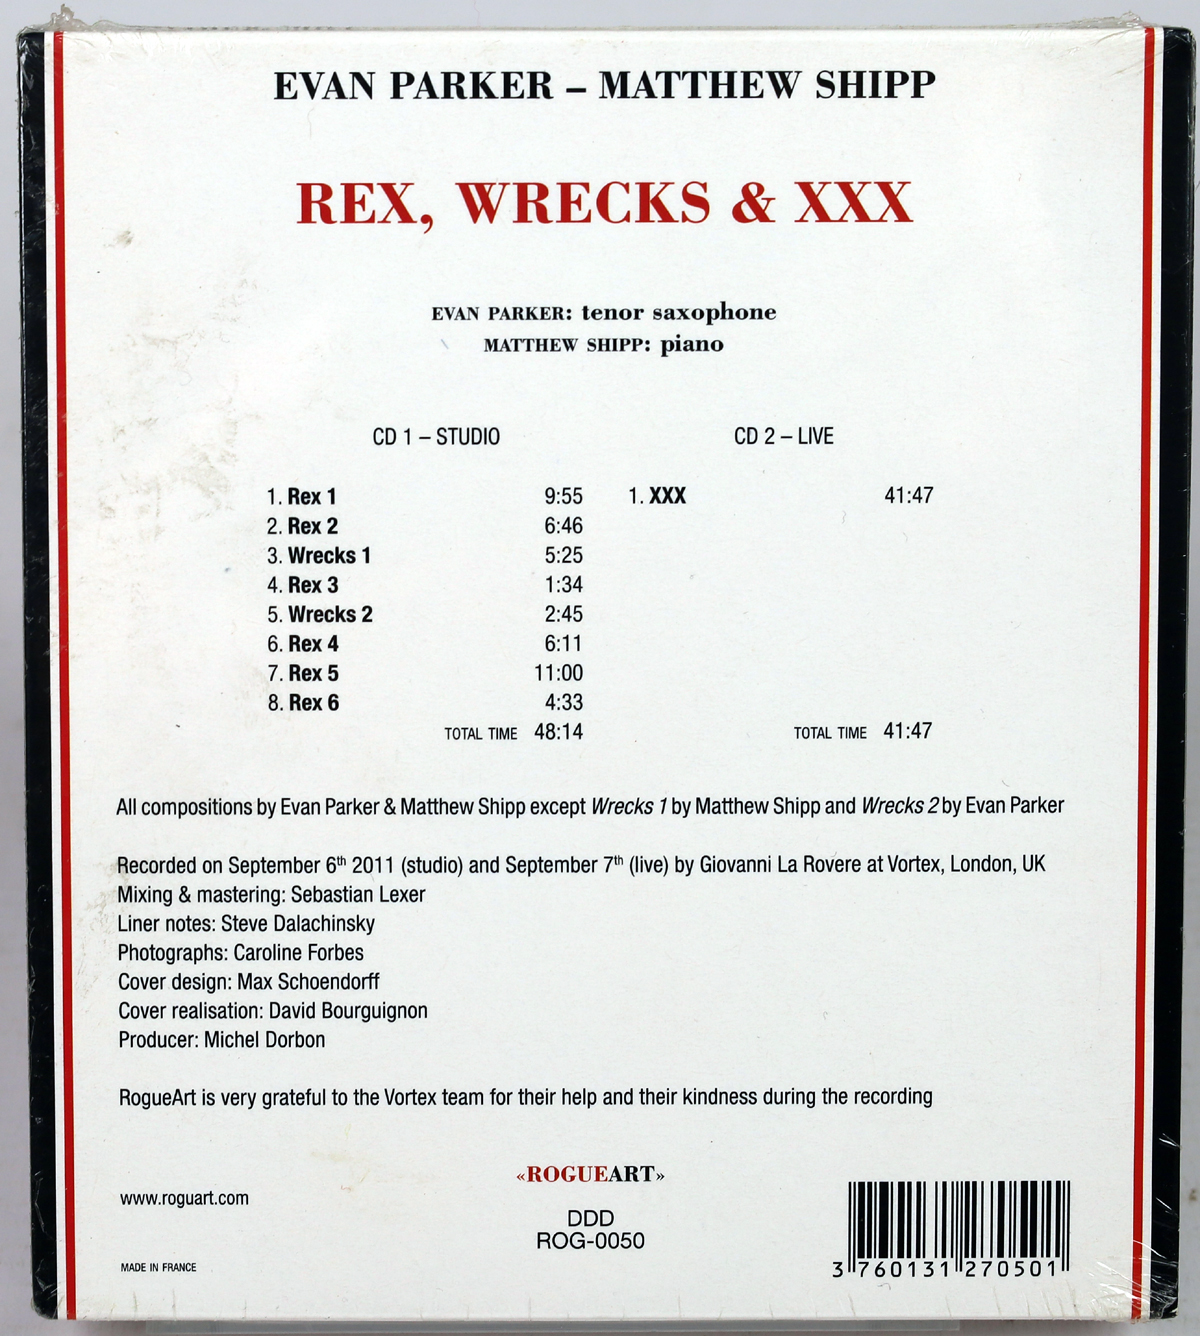 EVAN PARKER – MATTHEW SHIPP
REX, WRECKS & XXX
EVAN PARKER: tenor saxophone
MATTHEW SHIPP: piano
CD 1 – STUDIO
1. Rex 1 9:55
2. Rex 2 6:46
3. Wrecks 1 5:25
4. Rex 3 1:34
5. Wrecks 2 2:45
6. Rex 4 6:11
7. Rex 5 11:00
8. Rex 6 4:33
TOTAL TIME 48:14
CD 2 – LIVE
1. XXX 41:47
TOTAL TIME 41:47
All compositions by Evan Parker & Matthew Shipp except Wrecks 1 by Matthew Shipp and Wrecks 2 by Evan Parker
Recorded on September 6th 2011 (studio) and September 7th (live) by Giovanni La Rovere at Vortex, London, UK
Mixing & mastering: Sebastian Lexer
Liner notes: Steve Dalachinsky
Photographs: Caroline Forbes
Cover design: Max Schoendorff
Cover realisation: David Bourguignon
Producer: Michel Dorbon
RogueArt is very grateful to the Vortex team for their help and their kindness during the recording
«ROGUEART»
www.roguart.com
DDD
ROG-0050
MADE IN FRANCE
3 760131 270501